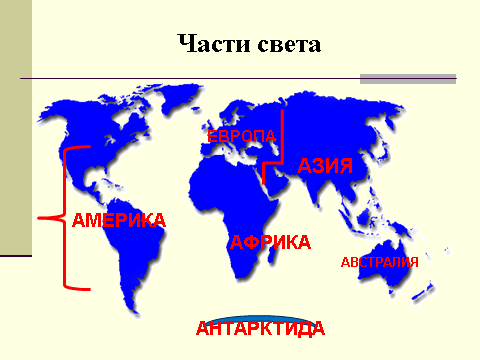 Части света
ЕВРОПА
АЗИЯ
АМЕРИКА
АФРИКА
АВСТРАЛИЯ
АНТАРКТИДА